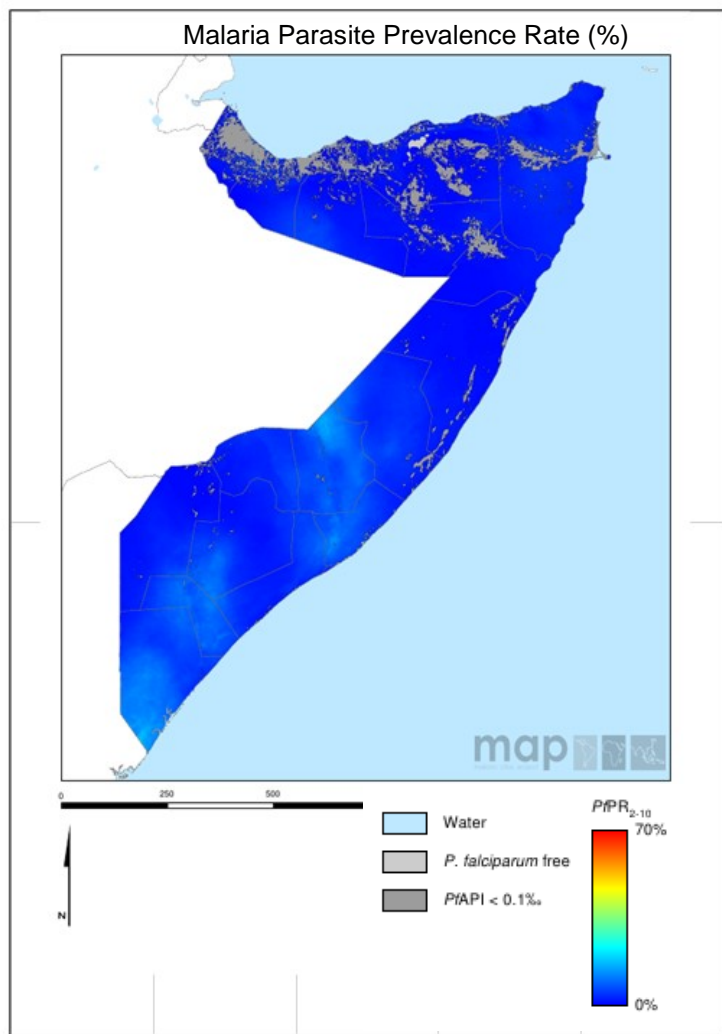 Malaria Parasite Prevalence Rate (%)
map
0 250 500
N
Water
P. falciparum free
PfAPI < 0.1‰
PfPR2-10
70%
0%